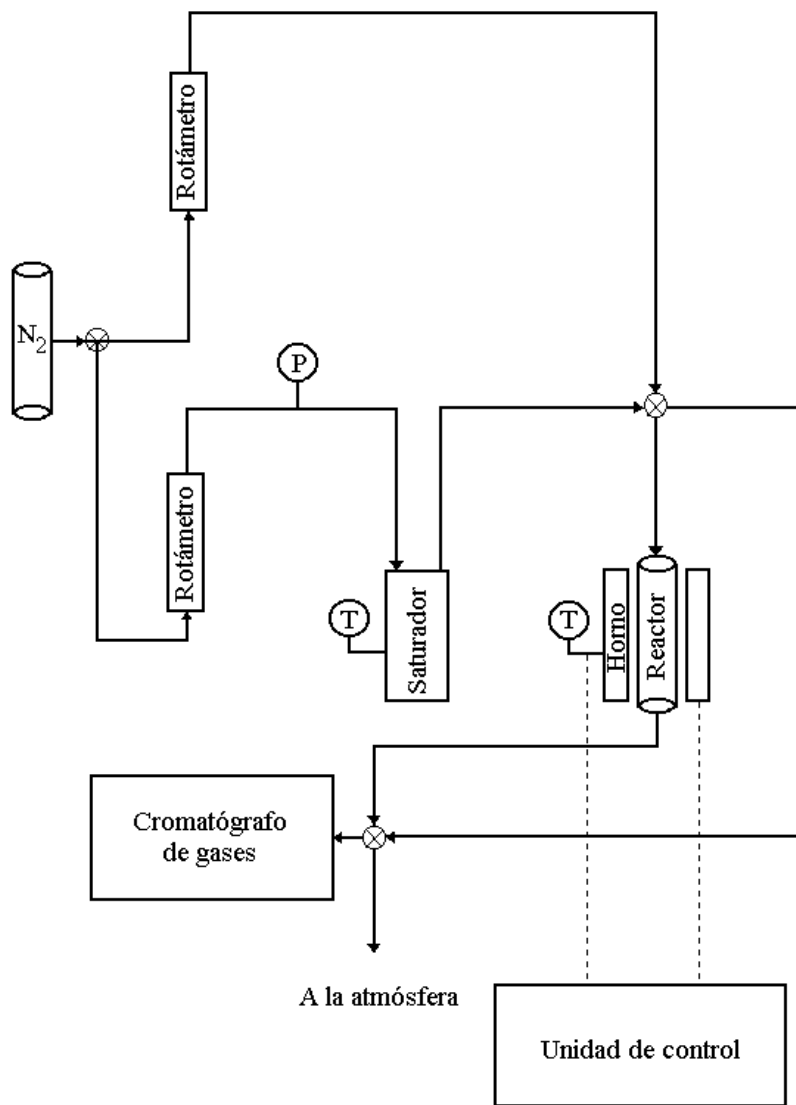 Rotámetro
N2
P
Rotámetro
T
Saturador
T
Horno
Reactor
Cromatógrafo
de gases
A la atmósfera
Unidad de control